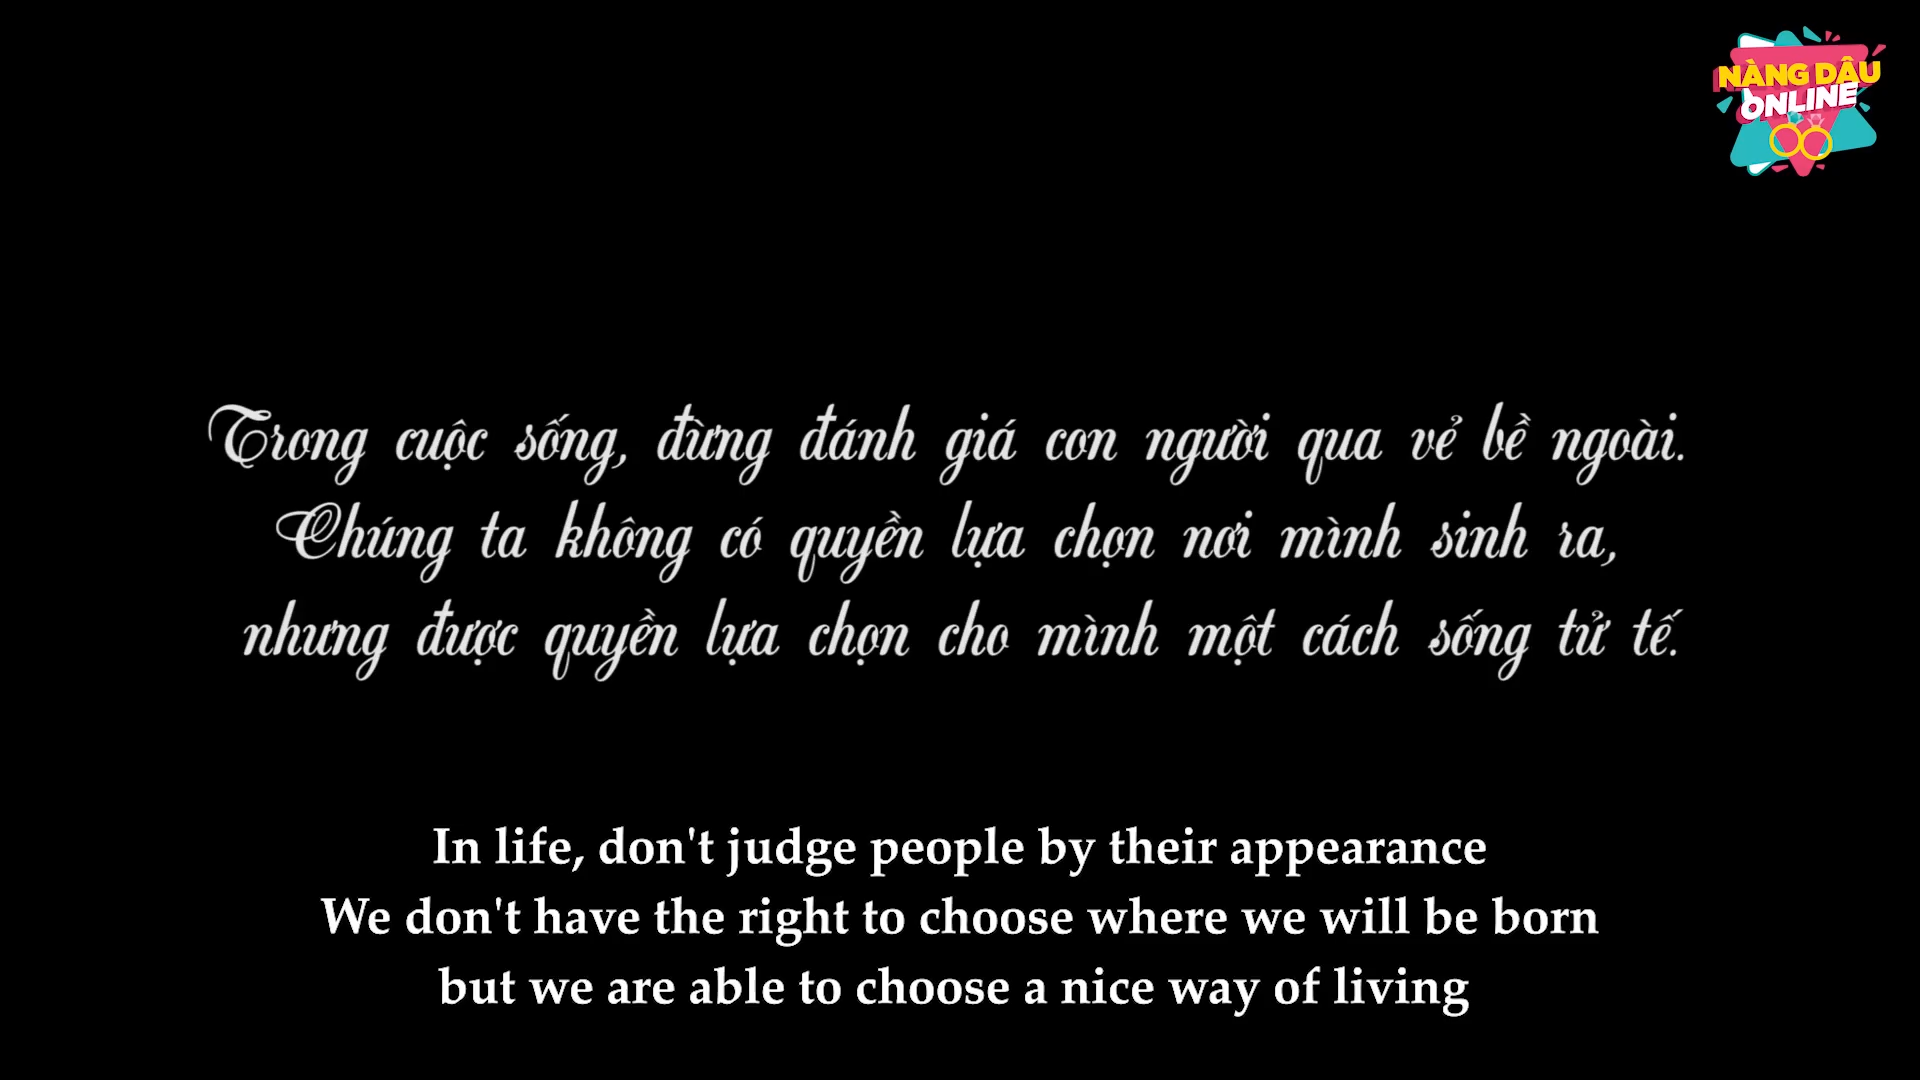 NÀNG DÂU
ONLINE
Trong cuộc sống, đừng đánh giá con người qua vẻ bề ngoài.
Chúng ta không có quyền lựa chọn nơi mình sinh ra,
nhưng được quyền lựa chọn cho mình một cách sống tử tế.
In life, don't judge people by their appearance
We don't have the right to choose where we will be born
but we are able to choose a nice way of living